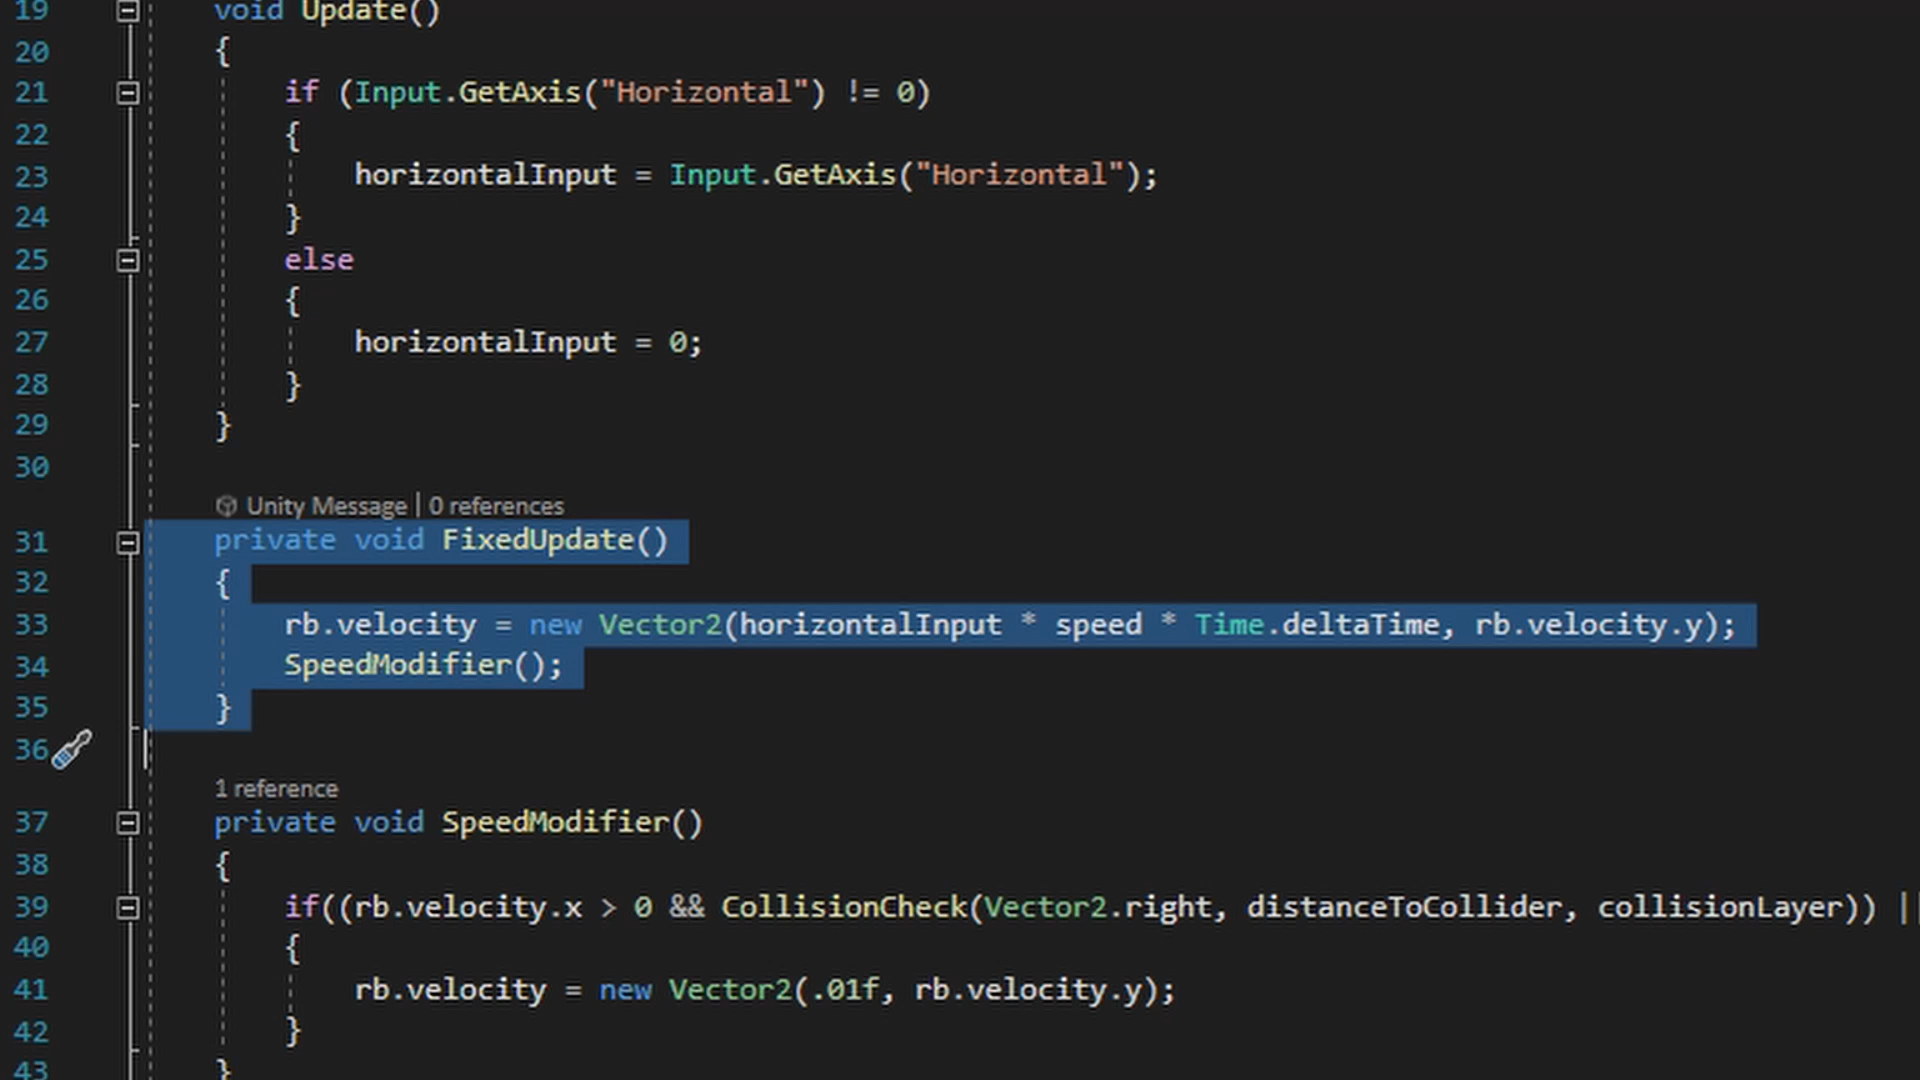 19 void Update()
20 {
21 if (Input.GetAxis("Horizontal") != 0)
22 {
23 horizontalInput = Input.GetAxis("Horizontal");
24 }
25 else
26 {
27 horizontalInput = 0;
28 }
29 }
30
Unity Message | 0 references
31 private void FixedUpdate()
32 {
33 rb.velocity = new Vector2(horizontalInput * speed * Time.deltaTime, rb.velocity.y);
34 SpeedModifier();
35 }
36
1 reference
37 private void SpeedModifier()
38 {
39 if((rb.velocity.x > 0 && CollisionCheck(Vector2.right, distanceToCollider, collisionLayer)) ||
40 {
41 rb.velocity = new Vector2(.01f, rb.velocity.y);
42 }
43 }